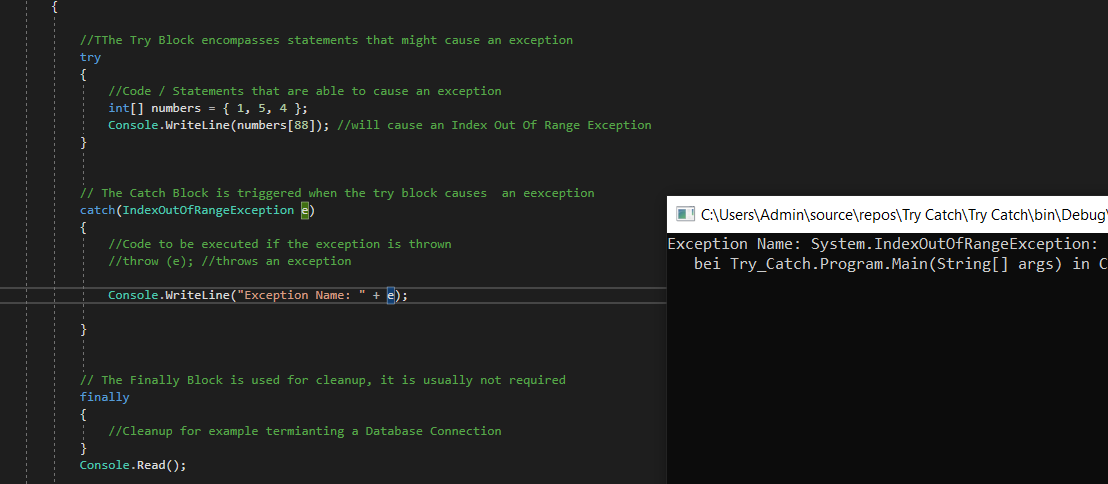 {
//TThe Try Block encompasses statements that might cause an exception
try
{
//Code / Statements that are able to cause an exception
int[] numbers = { 1, 5, 4 };
Console.WriteLine(numbers[88]); //will cause an Index Out Of Range Exception
}
// The Catch Block is triggered when the try block causes  an eexception
catch(IndexOutOfRangeException e)
{
//Code to be executed if the exception is thrown
//throw (e); //throws an exception
Console.WriteLine("Exception Name: " + e);
}
// The Finally Block is used for cleanup, it is usually not required
finally
{
//Cleanup for example termianting a Database Connection
}
Console.Read();
C:\Users\Admin\source\repos\Try Catch\Try Catch\bin\Debug\
Exception Name: System.IndexOutOfRangeException:
bei Try_Catch.Program.Main(String[] args) in C